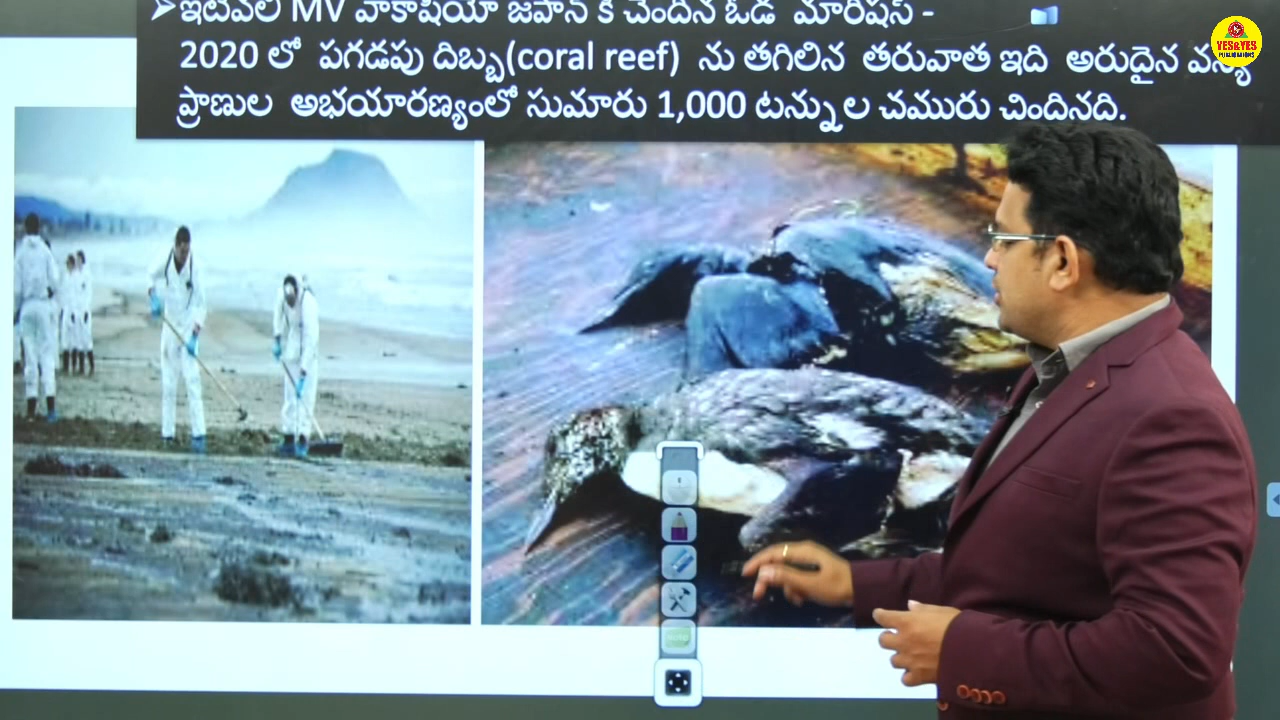 ➤ఇటీవల MV వాకాషియో జపాన్ కి చెందిన ఓడ మారిషస్ -
2020 లో పగడపు దిబ్బ(coral reef) ను తగిలిన తరువాత ఇది అరుదైన వన్య
ప్రాణుల అభయారణ్యంలో సుమారు 1,000 టన్నుల చమురు చిందినది.
YES&YES
PUBLICATIONS